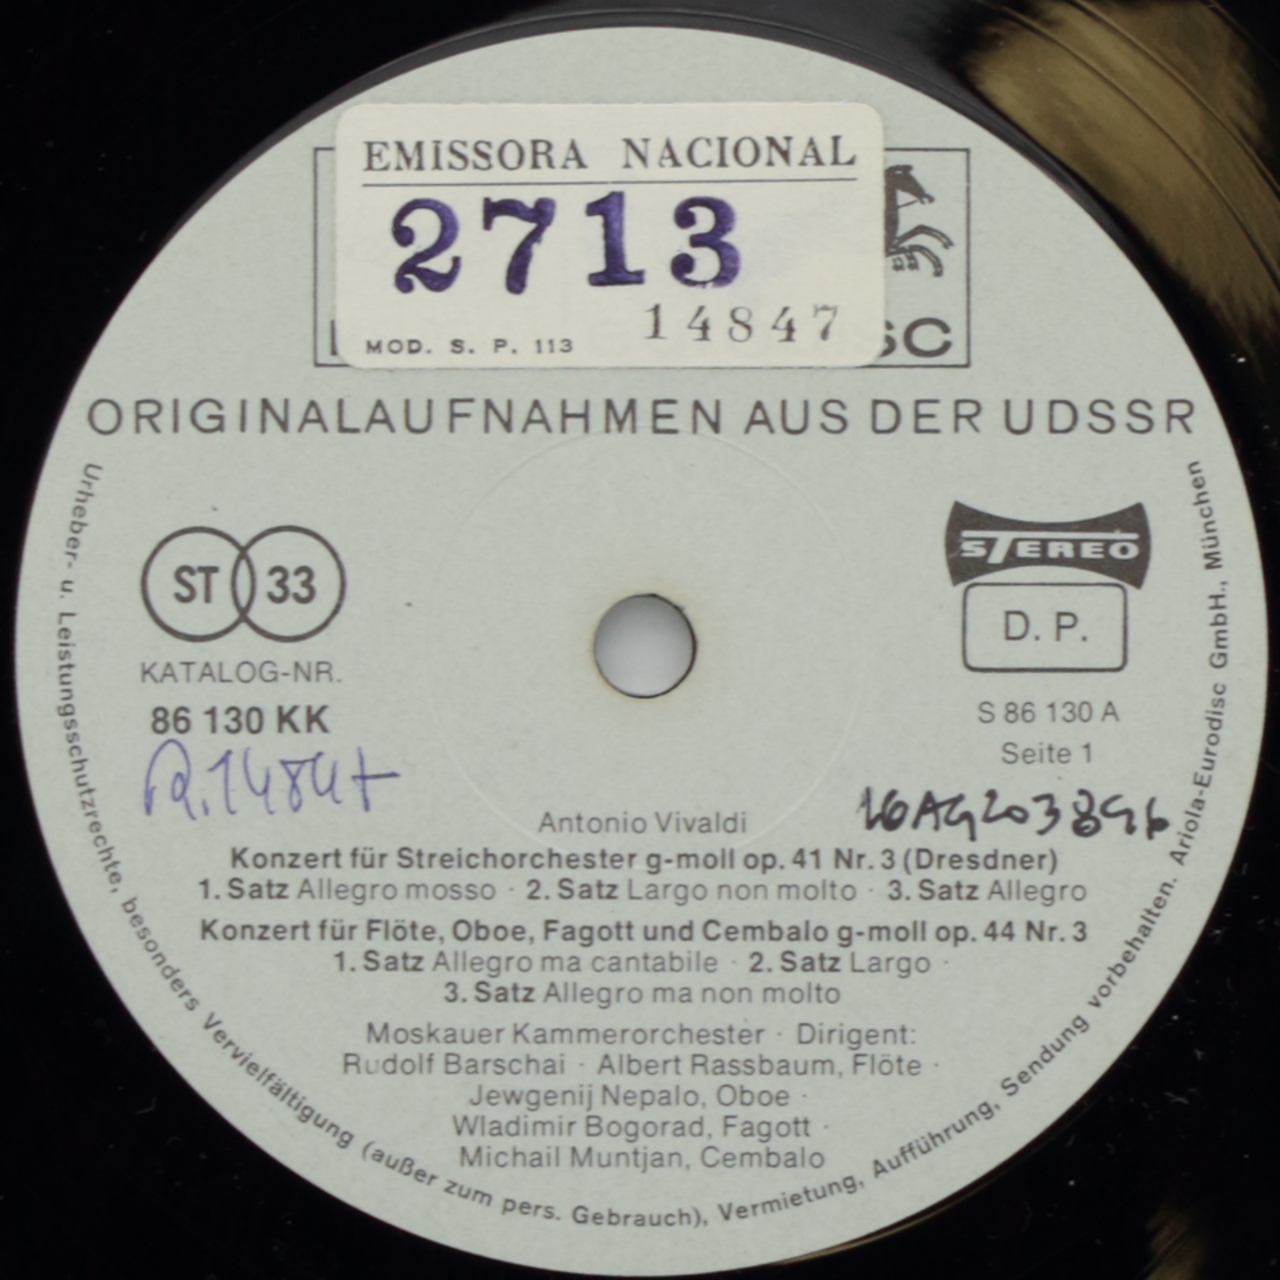 EMISSORA NACIONAL
2713
14847
MOD. S. P. 113
SC
ORIGINALAUFNAHMEN AUS DER UDSSR
ST 33
STEREO
D. P.
KATALOG-NR.
86 130 KK
S 86 130 A
Seite 1
Antonio Vivaldi
Konzert für Streichorchester g-moll op. 41 Nr. 3 (Dresdner)
1. Satz Allegro mosso · 2. Satz Largo non molto · 3. Satz Allegro
Konzert für Flöte, Oboe, Fagott und Cembalo g-moll op. 44 Nr. 3
1. Satz Allegro ma cantabile · 2. Satz Largo ·
3. Satz Allegro ma non molto
Moskauer Kammerorchester · Dirigent:
Rudolf Barschai · Albert Rassbaum, Flöte ·
Jewgenij Nepalo, Oboe ·
Wladimir Bogorad, Fagott ·
Michail Muntjan, Cembalo
Urheber- u. Leistungsschutzrechte, besonders Vervielfältigung (außer zum pers. Gebrauch), Vermietung, Aufführung, Sendung vorbehalten. Ariola-Eurodisc GmbH., München